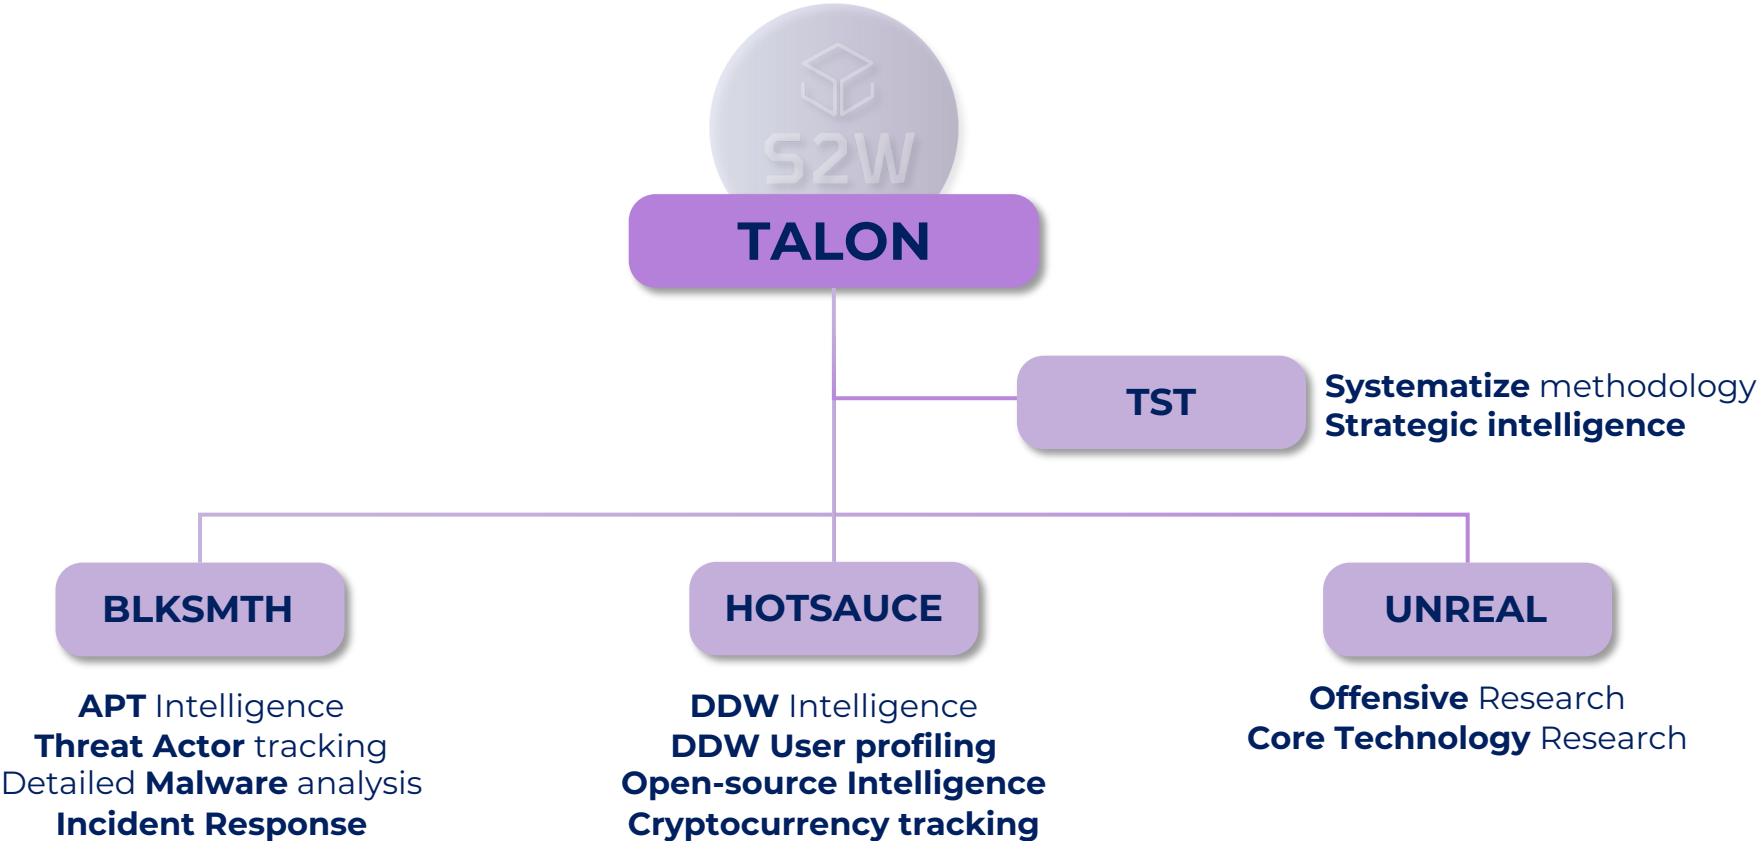 S2W
TALON
TST
Systematize methodology
Strategic intelligence
BLKSMTH
APT Intelligence
Threat Actor tracking
Detailed Malware analysis
Incident Response
HOTSAUCE
DDW Intelligence
DDW User profiling
Open-source Intelligence
Cryptocurrency tracking
UNREAL
Offensive Research
Core Technology Research